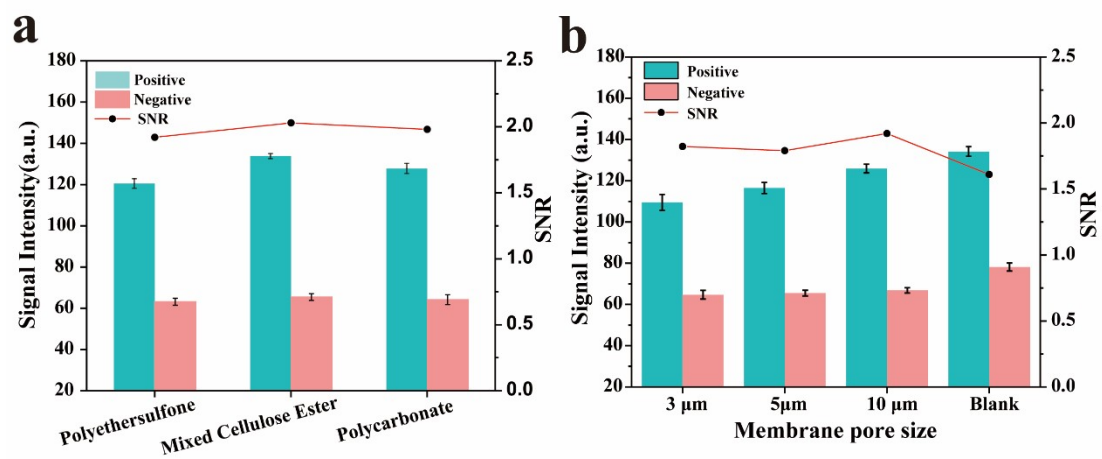 a
180
160
140
120
100
80
60
40
20
Signal Intensity(a.u.)
Positive
Negative
SNR
2.5
2.0
1.5
1.0
0.5
0.0
SNR
Polyethersulfone
Mixed Cellulose Ester
Polycarbonate
b
180
160
140
120
100
80
60
40
20
Signal Intensity (a.u.)
Positive
Negative
SNR
2.5
2.0
1.5
1.0
0.5
0.0
SNR
3 μm
5μm
10 μm
Blank
Membrane pore size